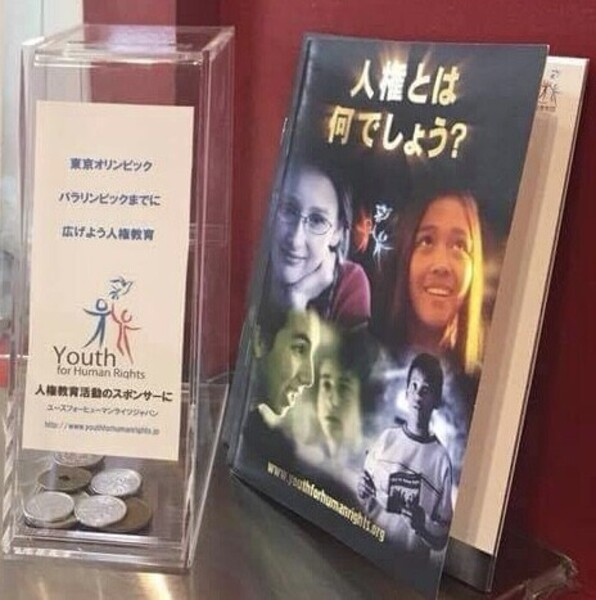 東京オリンピック
パラリンピックまでに
広げよう人権教育
Youth
for Human Rights
人権教育活動のスポンサーに
ユースフォーヒューマンライツジャパン
http://www.youthforhumanrights.jp
人権とは
何でしょう?
www.youthforhumanrights.org